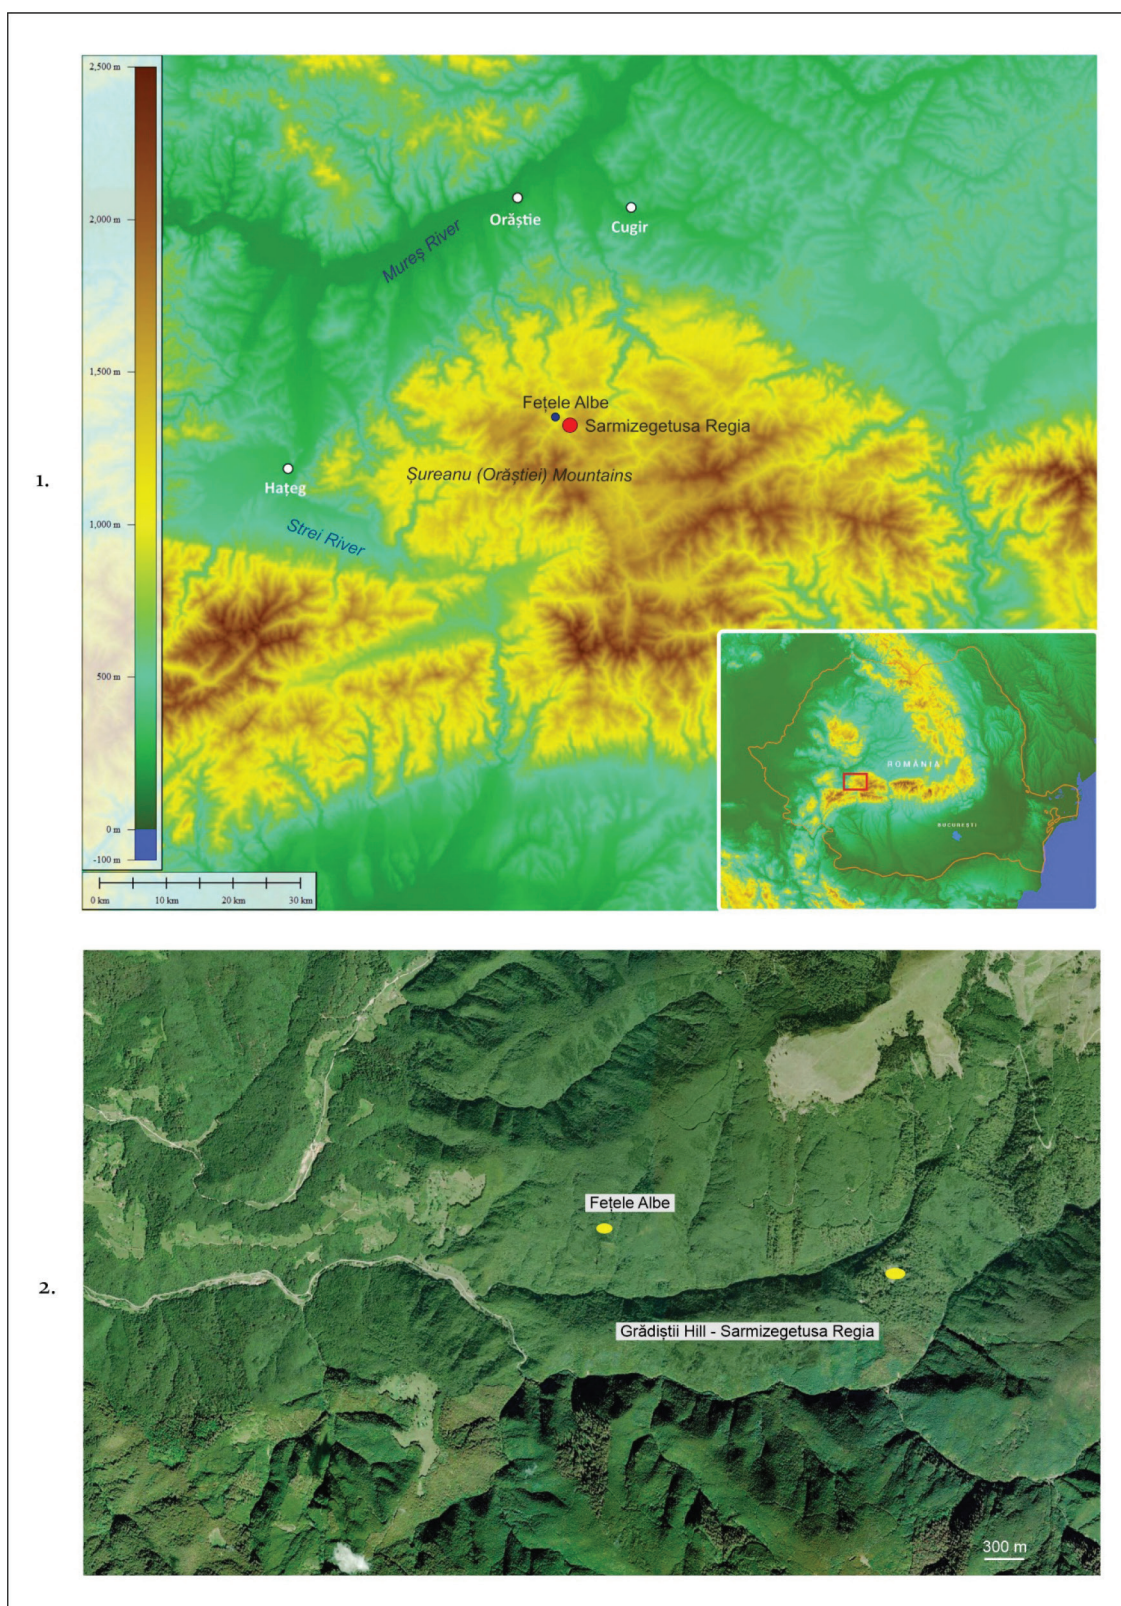 1.
2,500 m
2,000 m
1,500 m
1,000 m
500 m
0 m
-100 m
0 km 10 km 20 km 30 km
Orăștie
Cugir
Mureș River
Fețele Albe
Sarmizegetusa Regia
Șureanu (Orăștiei) Mountains
Hațeg
Strei River
ROMÂNIA
BUCUREȘTI
2.
Fețele Albe
Grădiștii Hill - Sarmizegetusa Regia
300 m